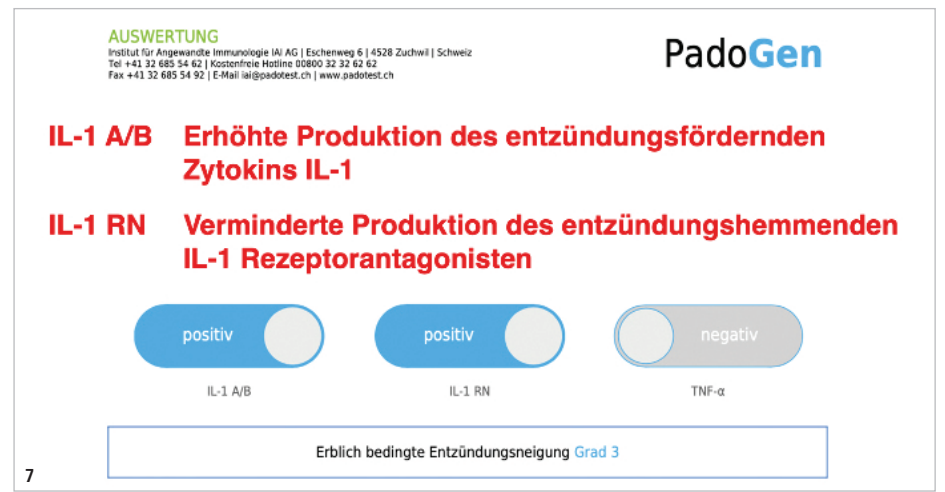 AUSWERTUNG
Institut für Angewandte Immunologie IAI AG | Eschenweg 6 | 4528 Zuchwil | Schweiz
Tel +41 32 685 54 62 | Kostenfreie Hotline 00800 32 32 62 62
Fax +41 32 685 54 92 | E-Mail iai@padotest.ch | www.padotest.ch
PadoGen
IL-1 A/B Erhöhte Produktion des entzündungsfördernden
Zytokins IL-1
IL-1 RN Verminderte Produktion des entzündungshemmenden
IL-1 Rezeptorantagonisten
positiv positiv negativ
IL-1 A/B IL-1 RN TNF-α
Erblich bedingte Entzündungsneigung Grad 3
7